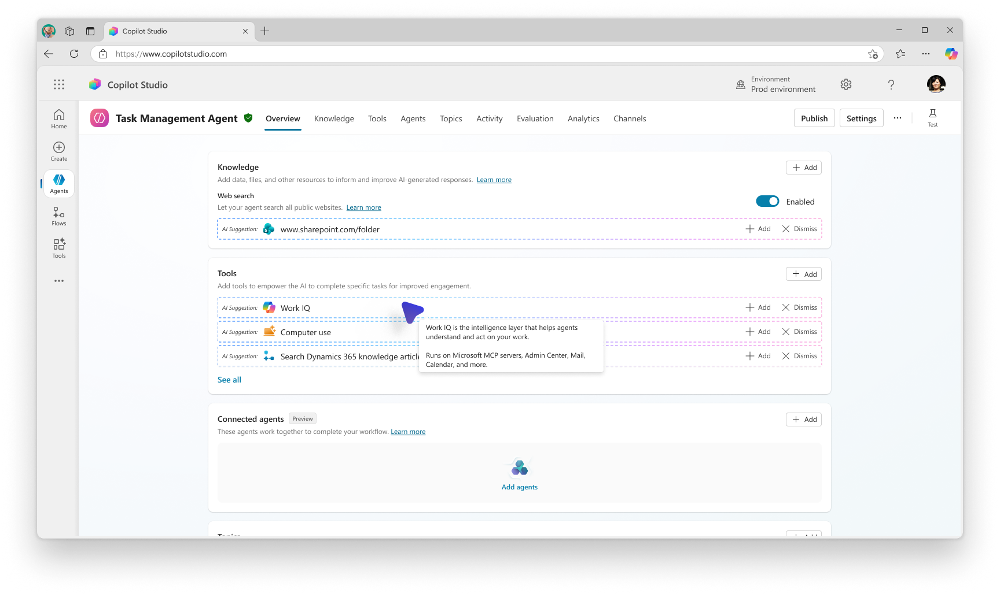 Copilot Studio
https://www.copilotstudio.com
Copilot Studio
Environment
Prod environment
Home
Create
Agents
Flows
Tools
Task Management Agent
Overview
Knowledge
Tools
Agents
Topics
Activity
Evaluation
Analytics
Channels
Publish
Settings
Test
Knowledge
Add
Add data, files, and other resources to inform and improve AI-generated responses. Learn more
Web search
Let your agent search all public websites. Learn more
Enabled
AI Suggestion: www.sharepoint.com/folder
Add
Dismiss
Tools
Add
Add tools to empower the AI to complete specific tasks for improved engagement.
AI Suggestion: Work IQ
Add
Dismiss
AI Suggestion: Computer use
Add
Dismiss
AI Suggestion: Search Dynamics 365 knowledge article
Add
Dismiss
Work IQ is the intelligence layer that helps agents
understand and act on your work.
Runs on Microsoft MCP servers, Admin Center, Mail,
Calendar, and more.
See all
Connected agents
Preview
Add
These agents work together to complete your workflow. Learn more
Add agents
Topics
Add